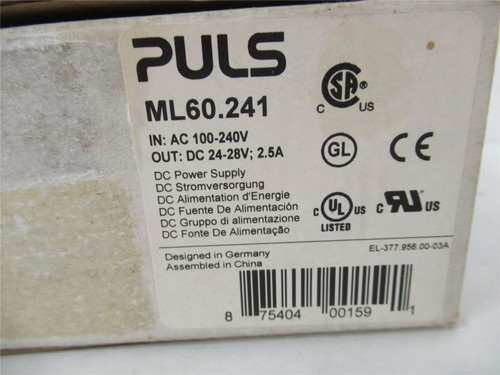 PULS
ML60.241
IN: AC 100-240V
OUT: DC 24-28V; 2.5A
DC Power Supply
DC Stromversorgung
DC Alimentation d'Energie
DC Fuente De Alimentación
DC Gruppo di alimentazione
DC Fonte De Alimentação
Designed in Germany
Assembled in China
C SA ® US
GL CE
C UL US LISTED
C RU US
EL-377.956.00-03A
8 75404 00159 1